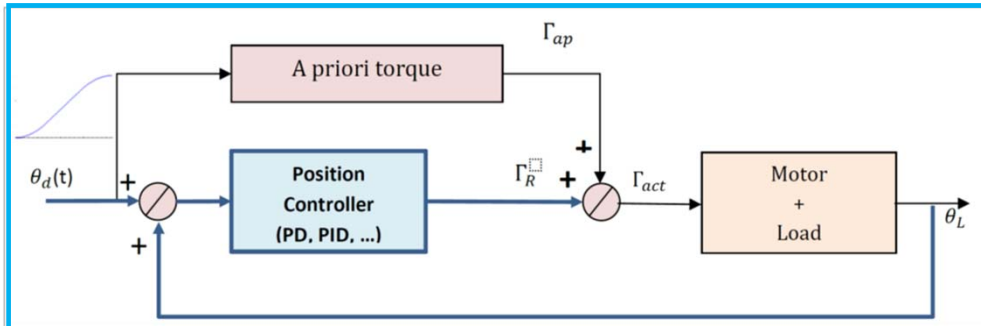 Γap
A priori torque
+
θd(t)
+
Position
Controller
(PD, PID, ...)
ΓR□
+
Γact
Motor
+
Load
θL
+